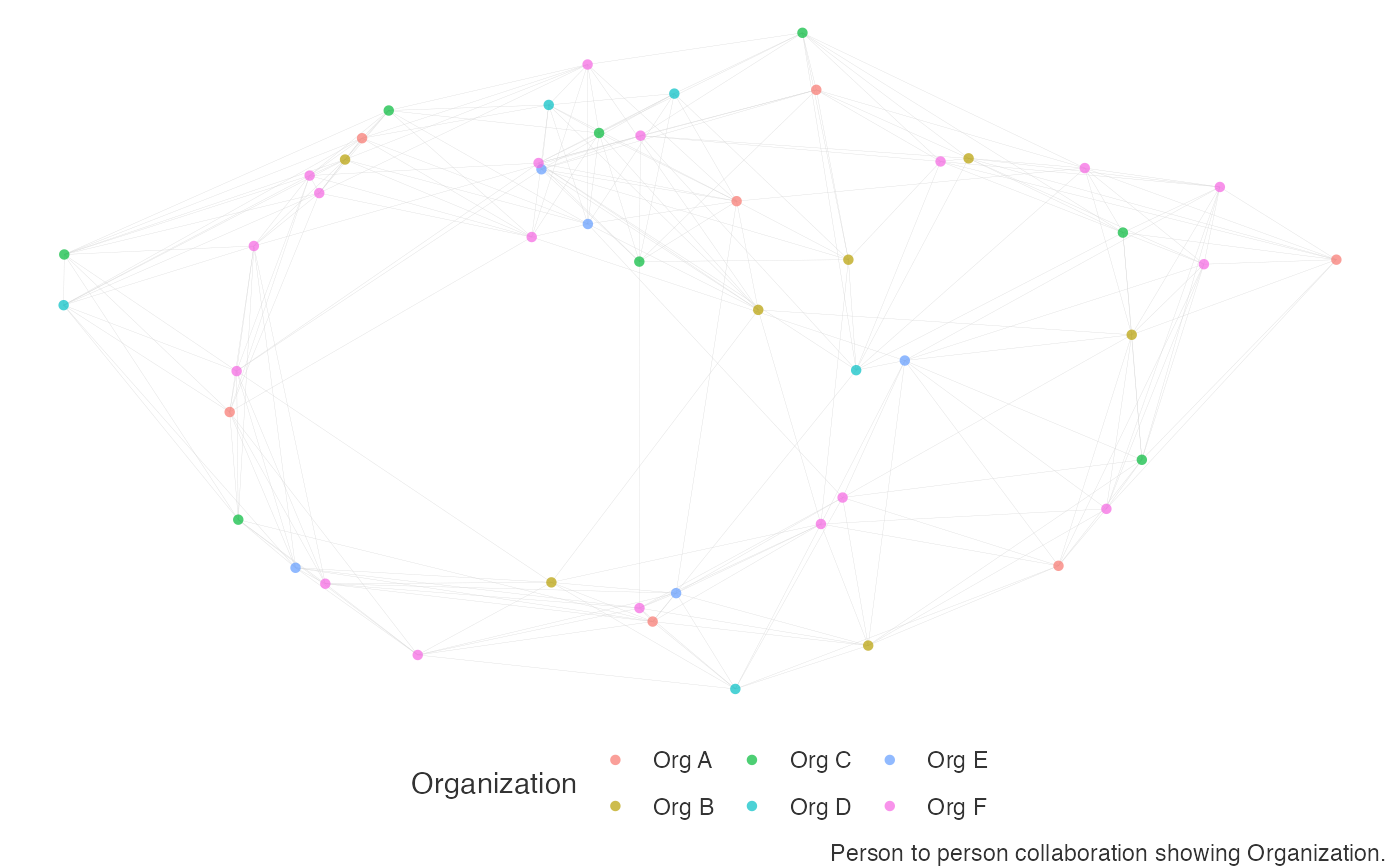 Organization
Org A
Org C
Org E
Org B
Org D
Org F
Person to person collaboration showing Organization.